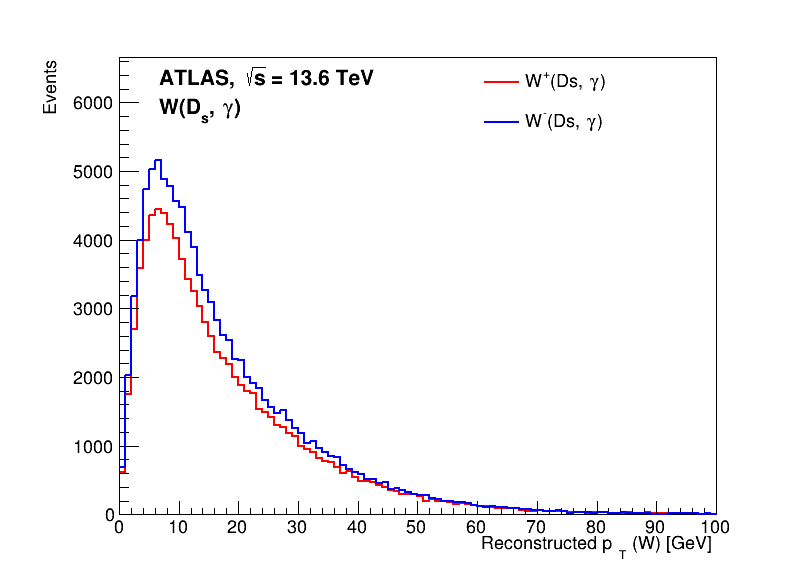 Events
ATLAS, √s = 13.6 TeV
W(Ds, γ)
W+(Ds, γ)
W-(Ds, γ)
6000
5000
4000
3000
2000
1000
0
0 10 20 30 40 50 60 70 80 90 100
Reconstructed p T (W) [GeV]